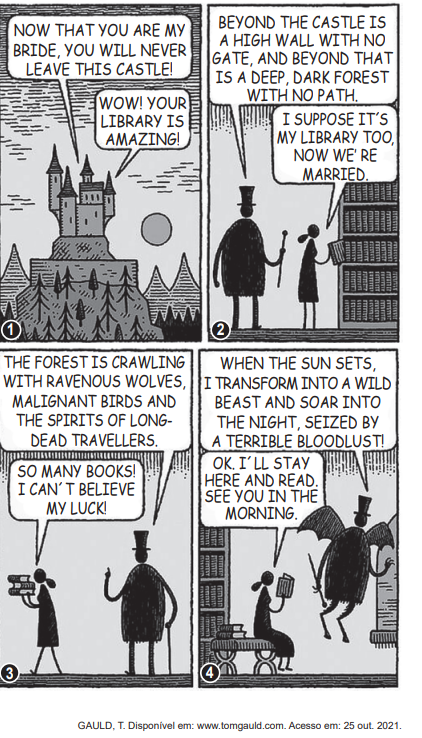 NOW THAT YOU ARE MY
BRIDE, YOU WILL NEVER
LEAVE THIS CASTLE!
WOW! YOUR
LIBRARY IS
AMAZING!
1
BEYOND THE CASTLE IS
A HIGH WALL WITH NO
GATE, AND BEYOND THAT
IS A DEEP, DARK FOREST
WITH NO PATH.
I SUPPOSE IT'S
MY LIBRARY TOO,
NOW WE'RE
MARRIED.
2
THE FOREST IS CRAWLING
WITH RAVENOUS WOLVES,
MALIGNANT BIRDS AND
THE SPIRITS OF LONG-
DEAD TRAVELLERS.
SO MANY BOOKS!
I CAN´T BELIEVE
MY LUCK!
3
WHEN THE SUN SETS,
I TRANSFORM INTO A WILD
BEAST AND SOAR INTO
THE NIGHT, SEIZED BY
A TERRIBLE BLOODLUST!
OK. I´LL STAY
HERE AND READ.
SEE YOU IN THE
MORNING.
4
GAULD, T. Disponível em: www.tomgauld.com. Acesso em: 25 out. 2021.